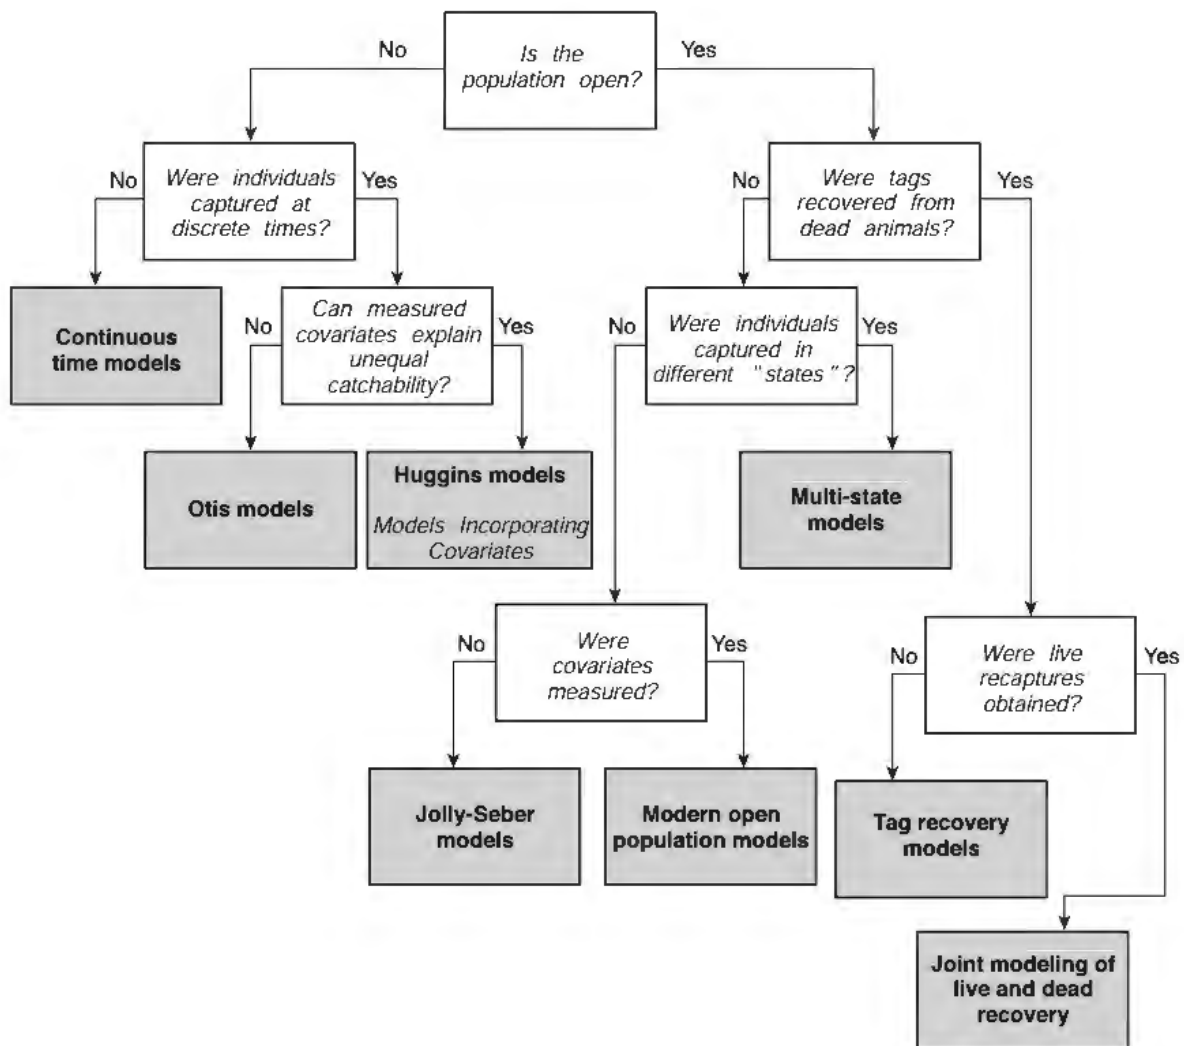 Is the
population open?
No
Yes
Were individuals
captured at
discrete times?
No
Yes
Were tags
recovered from
dead animals?
No
Yes
Continuous
time models
Can measured
covariates explain
unequal
catchability?
No
Yes
Were individuals
captured in
different "states"?
No
Yes
Otis models
Huggins models
Models Incorporating
Covariates
Multi-state
models
Were
covariates
measured?
No
Yes
Were live
recaptures
obtained?
No
Yes
Jolly-Seber
models
Modern open
population models
Tag recovery
models
Joint modeling of
live and dead
recovery